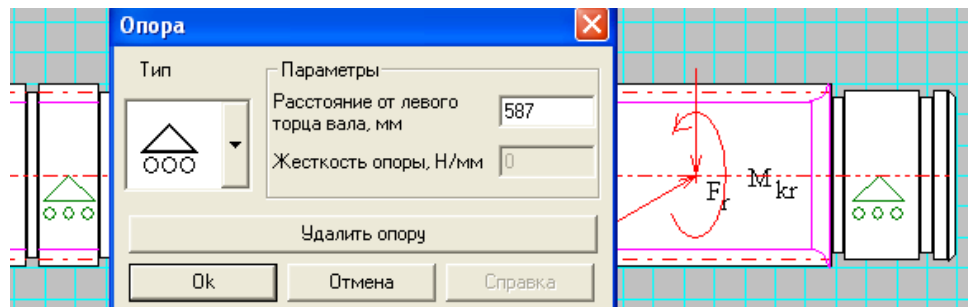 Опора
Тип
Параметры
Расстояние от левого
торца вала, мм
587
Жесткость опоры, Н/мм
0
Удалить опору
Ok
Отмена
Справка
Fr
Mkr